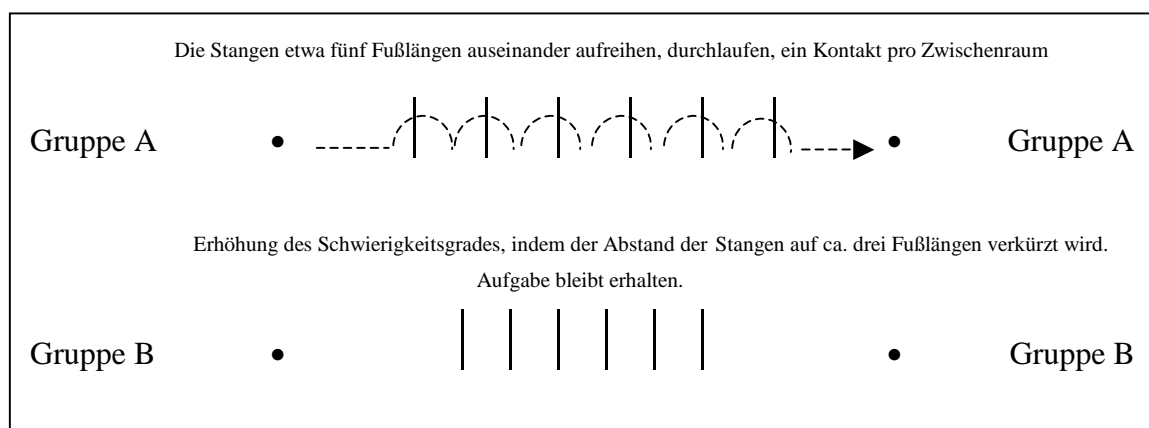 Die Stangen etwa fünf Fußlängen auseinander aufreihen, durchlaufen, ein Kontakt pro Zwischenraum
Gruppe A Gruppe A
Erhöhung des Schwierigkeitsgrades, indem der Abstand der Stangen auf ca. drei Fußlängen verkürzt wird.
Aufgabe bleibt erhalten.
Gruppe B Gruppe B